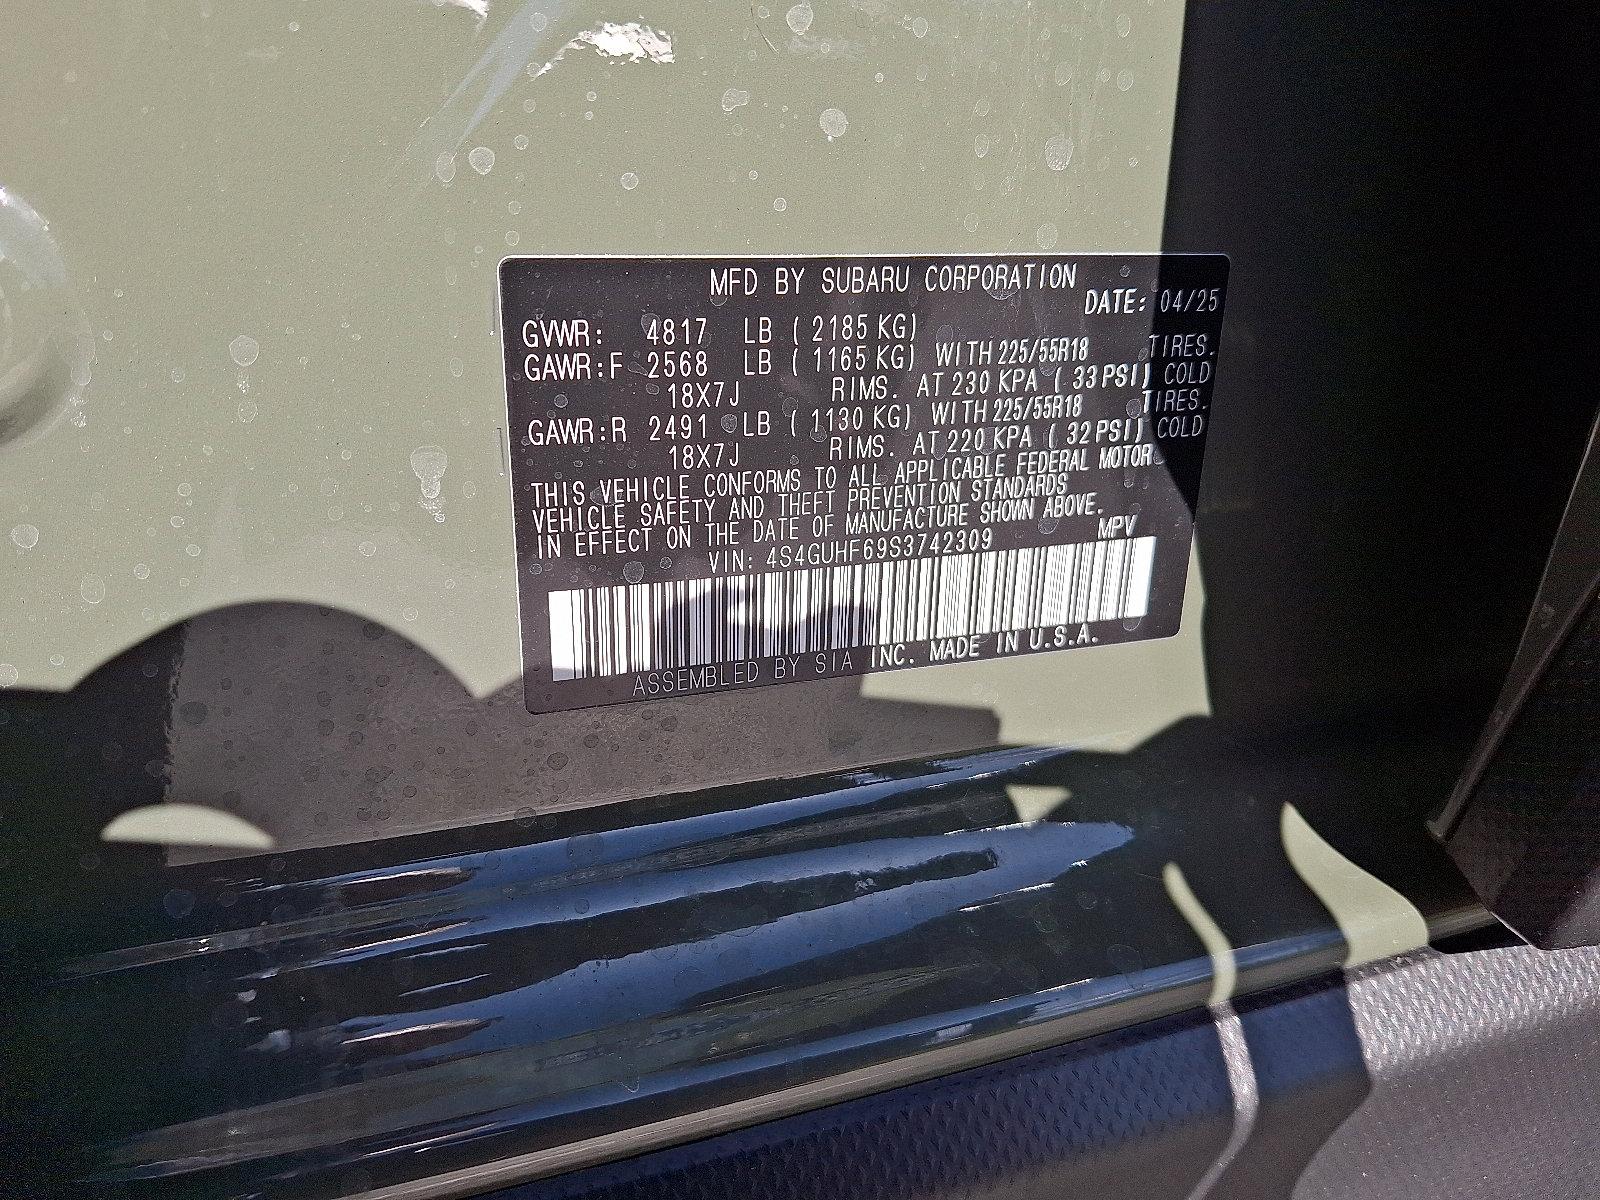 MFD BY SUBARU CORPORATION
DATE: 04/25
GVWR: 4817 LB ( 2185 KG)
GAWR:F 2568 LB ( 1165 KG) WITH 225/55R18 TIRES.
18X7J RIMS. AT 230 KPA ( 33 PSI) COLD
GAWR:R 2491 LB ( 1130 KG) WITH 225/55R18 TIRES.
18X7J RIMS. AT 220 KPA ( 32 PSI) COLD
THIS VEHICLE CONFORMS TO ALL APPLICABLE FEDERAL MOTOR
VEHICLE SAFETY AND THEFT PREVENTION STANDARDS
IN EFFECT ON THE DATE OF MANUFACTURE SHOWN ABOVE.
VIN: 4S4GUHF69S3742309 MPV
ASSEMBLED BY SIA INC. MADE IN U.S.A.